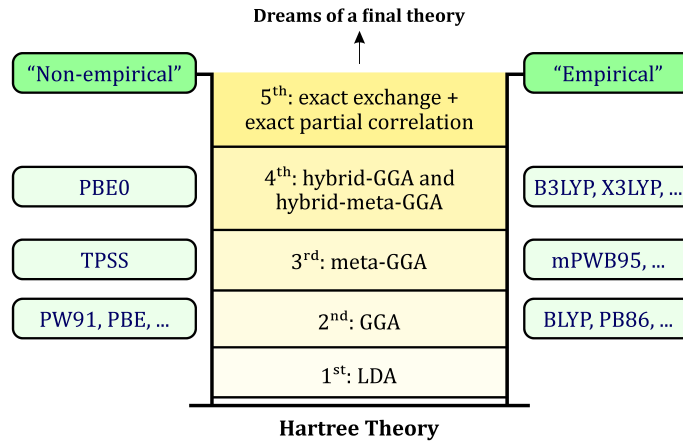 Dreams of a final theory
“Non-empirical”
“Empirical”
5th: exact exchange +
exact partial correlation
PBE0
4th: hybrid-GGA and
hybrid-meta-GGA
B3LYP, X3LYP, ...
TPSS
3rd: meta-GGA
mPWB95, ...
PW91, PBE, ...
2nd: GGA
BLYP, PB86, ...
1st: LDA
Hartree Theory